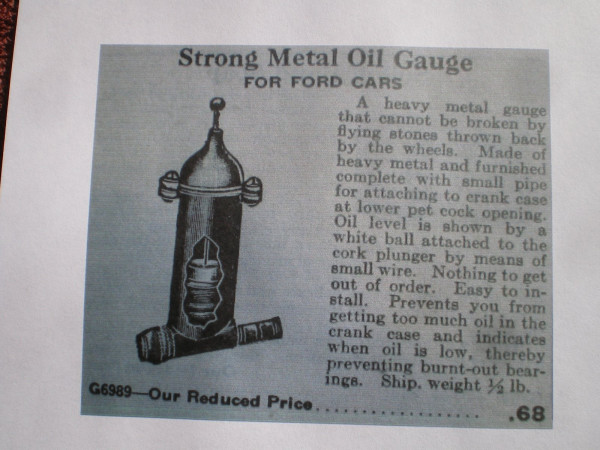 Strong Metal Oil Gauge
FOR FORD CARS
A heavy metal gauge
that cannot be broken by
flying stones thrown back
by the wheels. Made of
heavy metal and furnished
complete with small pipe
for attaching to crank case
at lower pet cock opening.
Oil level is shown by a
white ball attached to the
cork plunger by means of
small wire. Nothing to get
out of order. Easy to in-
stall. Prevents you from
getting too much oil in the
crank case and indicates
when oil is low, thereby
preventing burnt-out bear-
ings. Ship. weight ½ lb.
G6989—Our Reduced Price.................... .68